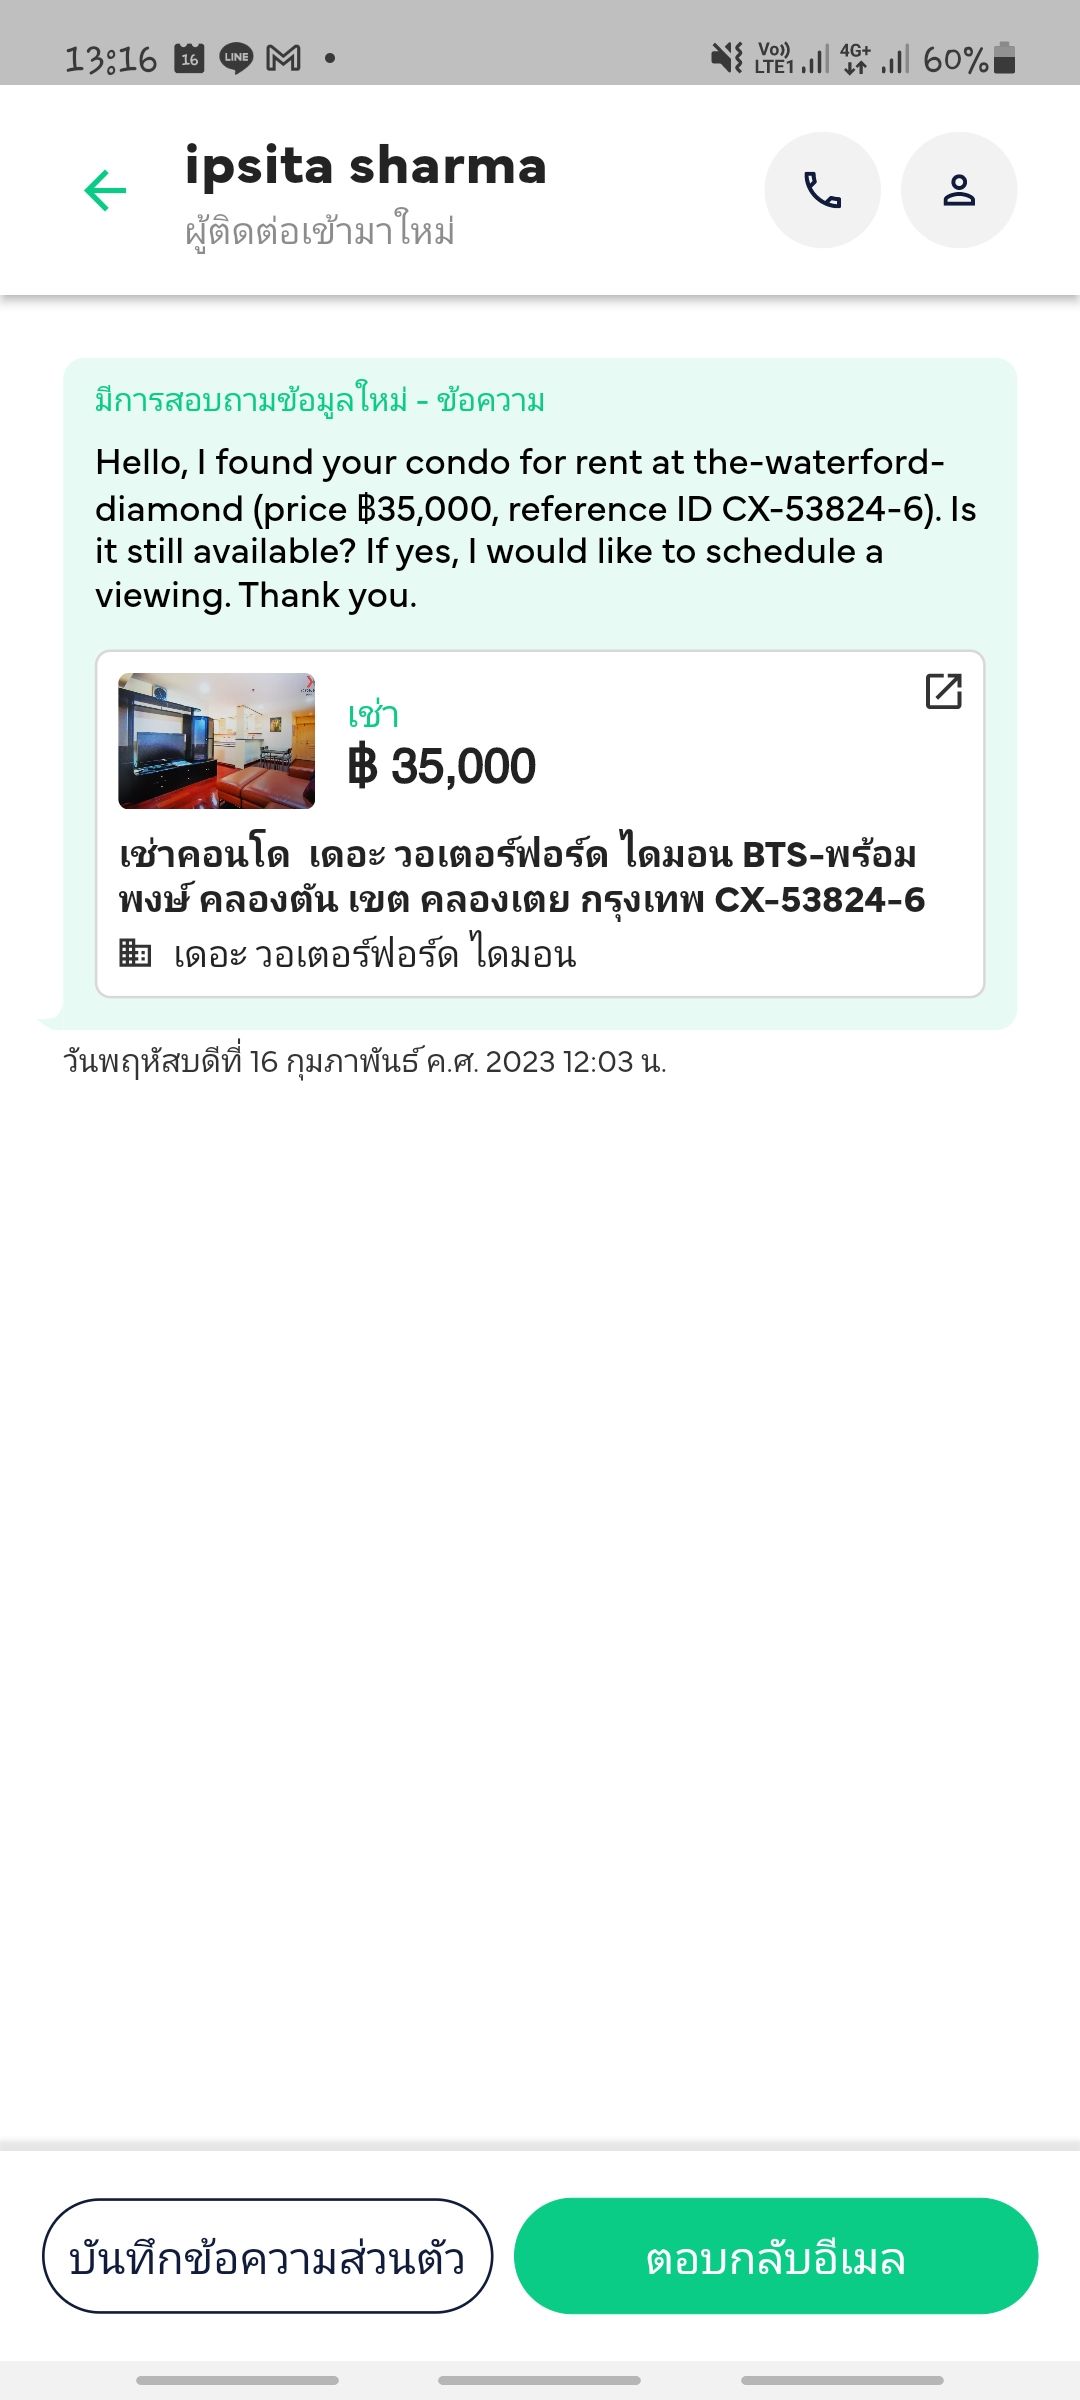 13:16 16 LINE Vo)) LTE1 4G+ 60%
ipsita sharma
ผู้ติดต่อเข้ามาใหม่
มีการสอบถามข้อมูลใหม่ - ข้อความ
Hello, I found your condo for rent at the-waterford-
diamond (price ฿35,000, reference ID CX-53824-6). Is
it still available? If yes, I would like to schedule a
viewing. Thank you.
เช่า
฿ 35,000
เช่าคอนโด เดอะ วอเตอร์ฟอร์ด ไดมอน BTS-พร้อม
พงษ์ คลองตัน เขต คลองเตย กรุงเทพ CX-53824-6
เดอะ วอเตอร์ฟอร์ด ไดมอน
วันพฤหัสบดีที่ 16 กุมภาพันธ์ ค.ศ. 2023 12:03 น.
บันทึกข้อความส่วนตัว
ตอบกลับอีเมล